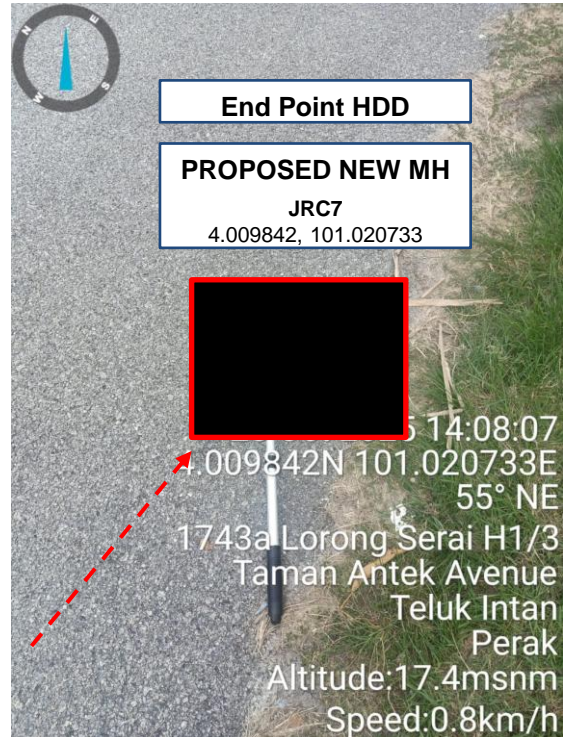 N
E
S
W
End Point HDD
PROPOSED NEW MH
JRC7
4.009842, 101.020733
14:08:07
4.009842N 101.020733E
55° NE
1743a Lorong Serai H1/3
Taman Antek Avenue
Teluk Intan
Perak
Altitude:17.4msnm
Speed:0.8km/h